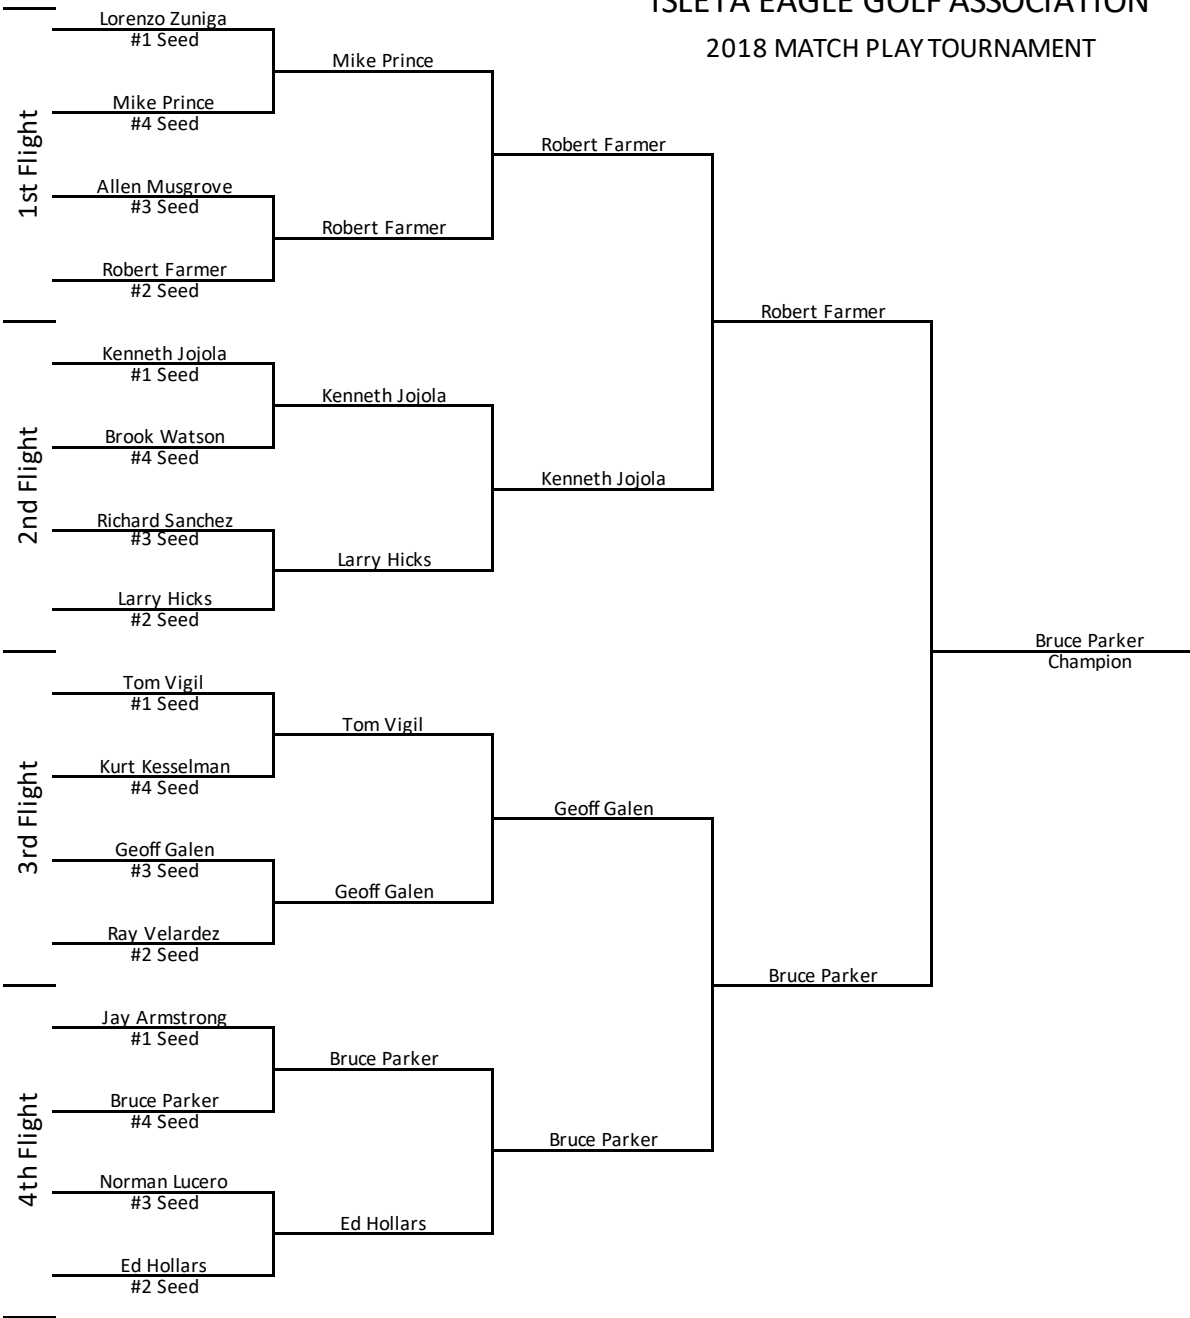 ISLETA EAGLE GOLF ASSOCIATION
2018 MATCH PLAY TOURNAMENT
1st Flight
Lorenzo Zuniga
#1 Seed
Mike Prince
Mike Prince
#4 Seed
Robert Farmer
Allen Musgrove
#3 Seed
Robert Farmer
Robert Farmer
#2 Seed
Robert Farmer
2nd Flight
Kenneth Jojola
#1 Seed
Kenneth Jojola
Brook Watson
#4 Seed
Kenneth Jojola
Richard Sanchez
#3 Seed
Larry Hicks
Larry Hicks
#2 Seed
Bruce Parker
Champion
3rd Flight
Tom Vigil
#1 Seed
Tom Vigil
Kurt Kesselman
#4 Seed
Geoff Galen
Geoff Galen
#3 Seed
Geoff Galen
Ray Velardez
#2 Seed
Bruce Parker
4th Flight
Jay Armstrong
#1 Seed
Bruce Parker
Bruce Parker
#4 Seed
Bruce Parker
Norman Lucero
#3 Seed
Ed Hollars
Ed Hollars
#2 Seed